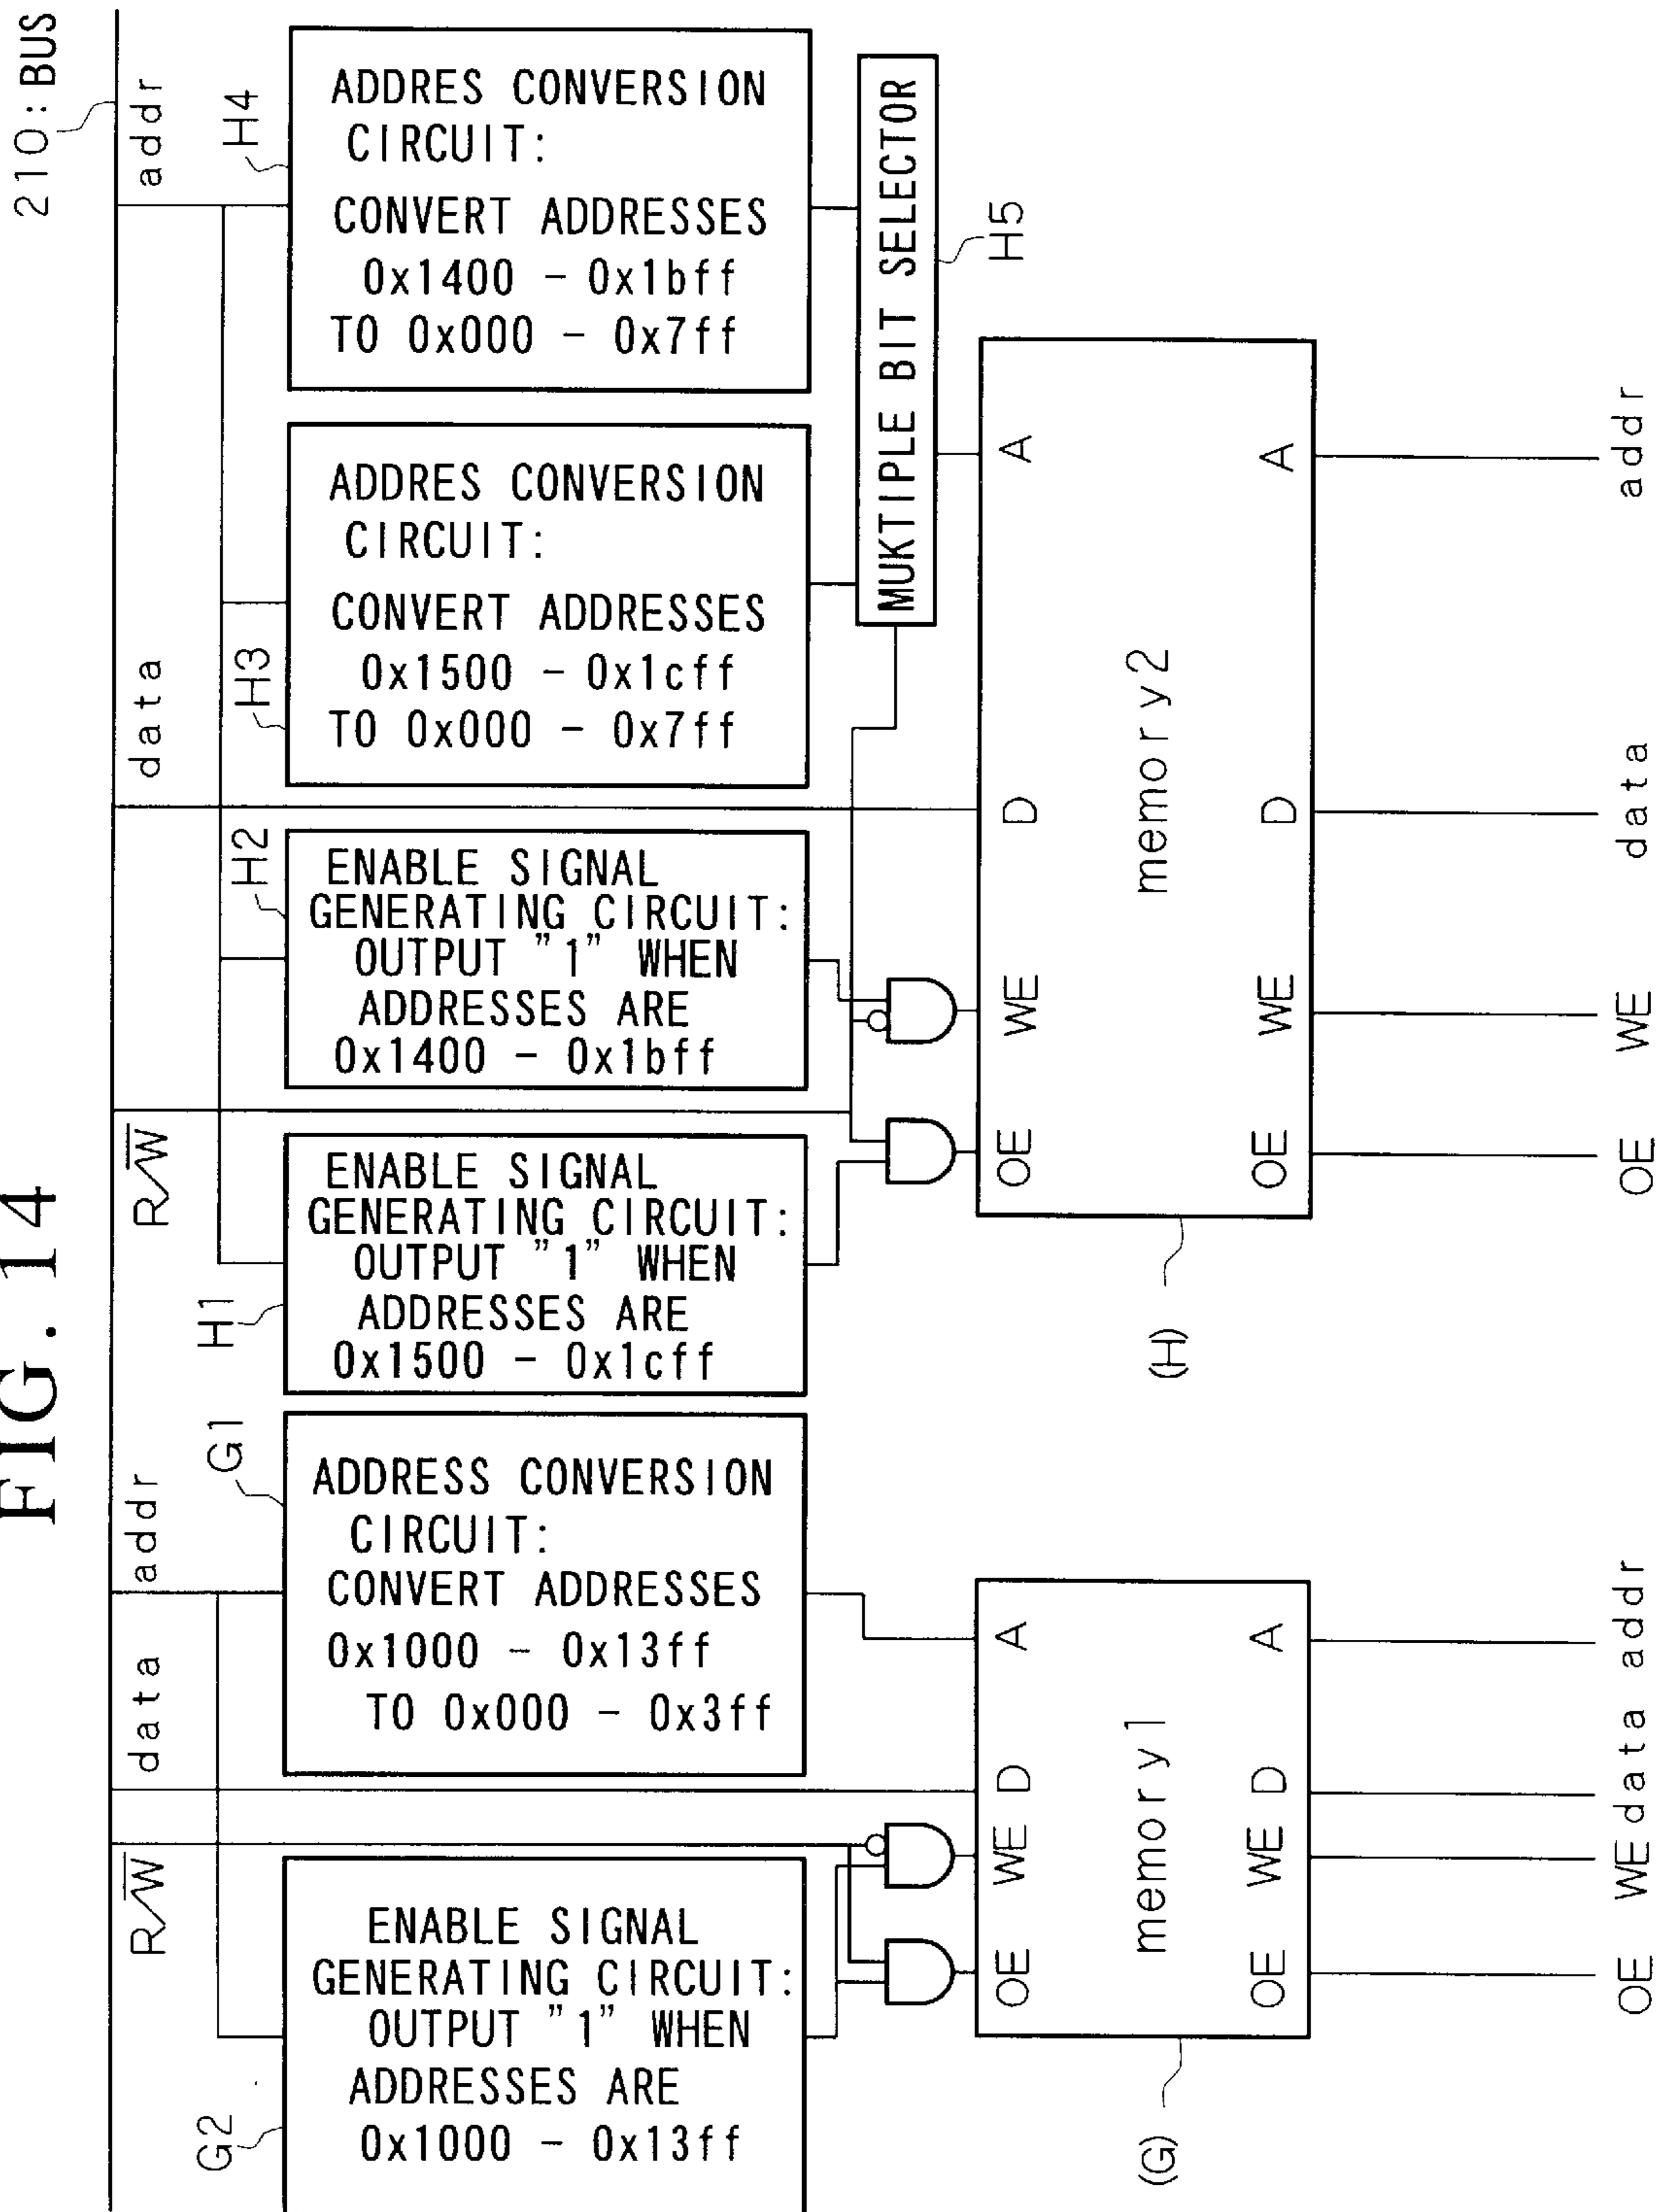 FIG. 14
210:BUS
R/W
data
addr
R/W
data
addr
G2
ENABLE SIGNAL
GENERATING CIRCUIT:
OUTPUT "1" WHEN
ADDRESSES ARE
0x1000 - 0x13ff
G1
ADDRESS CONVERSION
CIRCUIT:
CONVERT ADDRESSES
0x1000 - 0x13ff
TO 0x000 - 0x3ff
H1
ENABLE SIGNAL
GENERATING CIRCUIT:
OUTPUT "1" WHEN
ADDRESSES ARE
0x1500 - 0x1cff
H2
ENABLE SIGNAL
GENERATING CIRCUIT:
OUTPUT "1" WHEN
ADDRESSES ARE
0x1400 - 0x1bff
H3
ADDRES CONVERSION
CIRCUIT:
CONVERT ADDRESSES
0x1500 - 0x1cff
TO 0x000 - 0x7ff
H4
ADDRES CONVERSION
CIRCUIT:
CONVERT ADDRESSES
0x1400 - 0x1bff
TO 0x000 - 0x7ff
MUKTIPLE BIT SELECTOR
H5
OE WE D A
memory1
OE WE D A
(G)
OE WE data addr
OE WE D A
memory2
OE WE D A
(H)
OE WE data addr